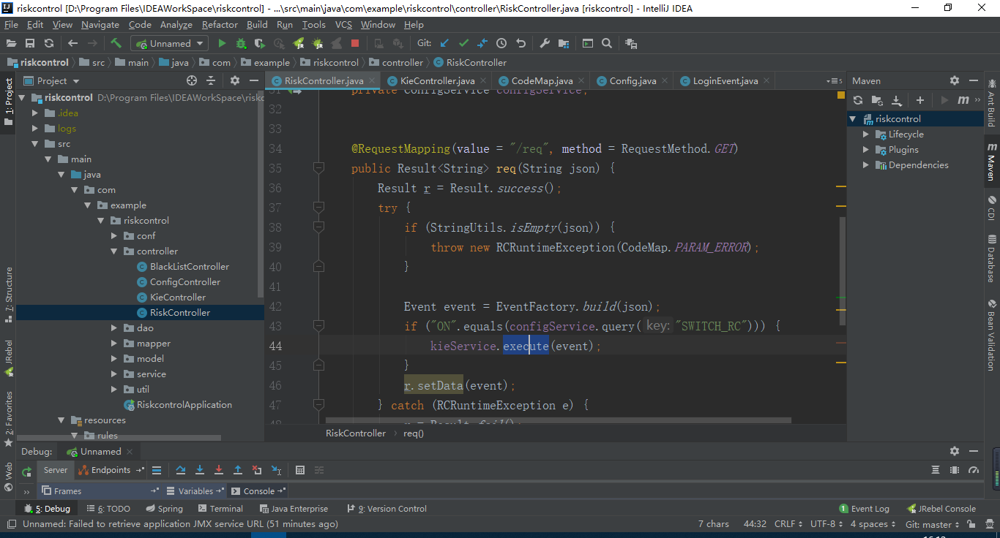 riskcontrol [D:\Program Files\IDEAWorkSpace\riskcontrol] - ...\src\main\java\com\example\riskcontrol\controller\RiskController.java [riskcontrol] - IntelliJ IDEA
File Edit View Navigate Code Analyze Refactor Build Run Tools VCS Window Help
Unnamed Git:
riskcontrol src main java com example riskcontrol controller RiskController
Project RiskController.java KieController.java CodeMap.java Config.java LoginEvent.java 5 Maven
riskcontrol D:\Program Files\IDEAWorkSpace\riskc
.idea
logs
src
main
java
com
example
riskcontrol
conf
controller
BlackListController
ConfigController
KieController
RiskController
dao
mapper
model
service
util
RiskcontrolApplication
resources
rules
31 private ConfigService configService;
32
33
34 @RequestMapping(value = "/req", method = RequestMethod.GET)
35 public Result<String> req(String json) {
36 Result r = Result.success();
37 try {
38 if (StringUtils.isEmpty(json)) {
39 throw new RCRuntimeException(CodeMap.PARAM_ERROR);
40 }
41
42 Event event = EventFactory.build(json);
43 if ("ON".equals(configService.query( key: "SWITCH_RC"))) {
44 kieService.execute(event);
45 }
46 r.setData(event);
47 } catch (RCRuntimeException e) {
48 r = Result.fail();
RiskController req()
m
riskcontrol
Lifecycle
Plugins
Dependencies
1: Project
7: Structure
JRebel
2: Favorites
Web
Ant Build
m Maven
CDI
Database
Bean Validation
Debug: Unnamed
Server Endpoints
Frames Variables Console
5: Debug 6: TODO Spring Terminal Java Enterprise 9: Version Control 1 Event Log JRebel Console
Unnamed: Failed to retrieve application JMX service URL (51 minutes ago) 7 chars 44:32 CRLF UTF-8 4 spaces Git: master